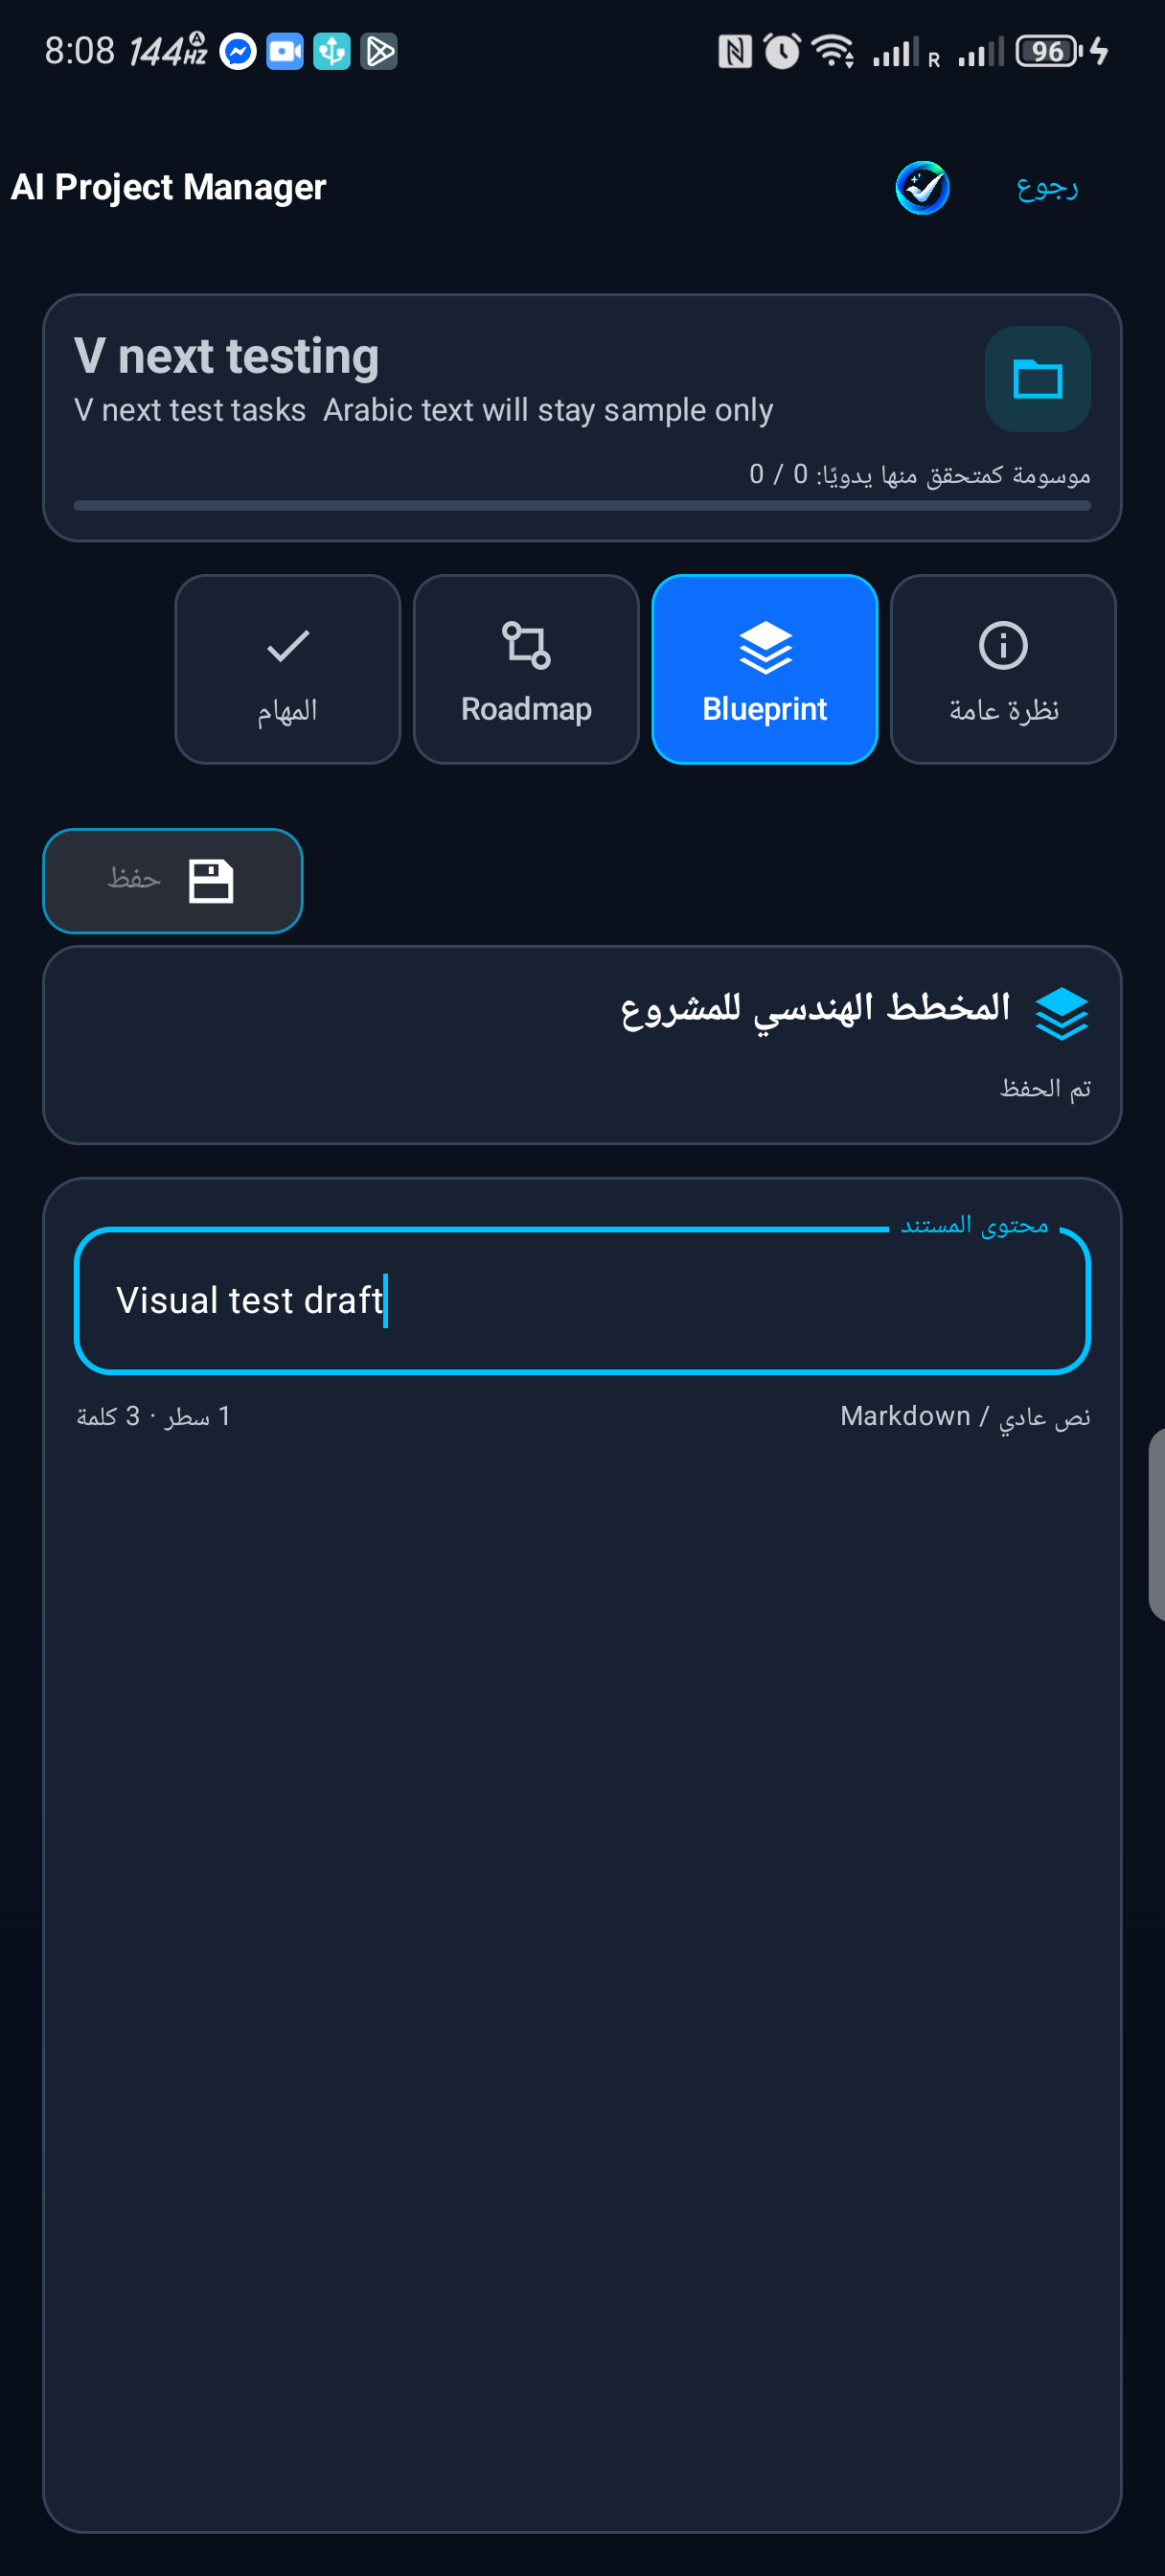 8:08 144Hz A R 96
AI Project Manager رجوع
V next testing
V next test tasks  Arabic text will stay sample only
موسومة كمتحقق منها يدويًا: 0 / 0
نظرة عامة
Blueprint
Roadmap
المهام
حفظ
المخطط الهندسي للمشروع
تم الحفظ
محتوى المستند
Visual test draft
نص عادي / Markdown
1 سطر · 3 كلمة